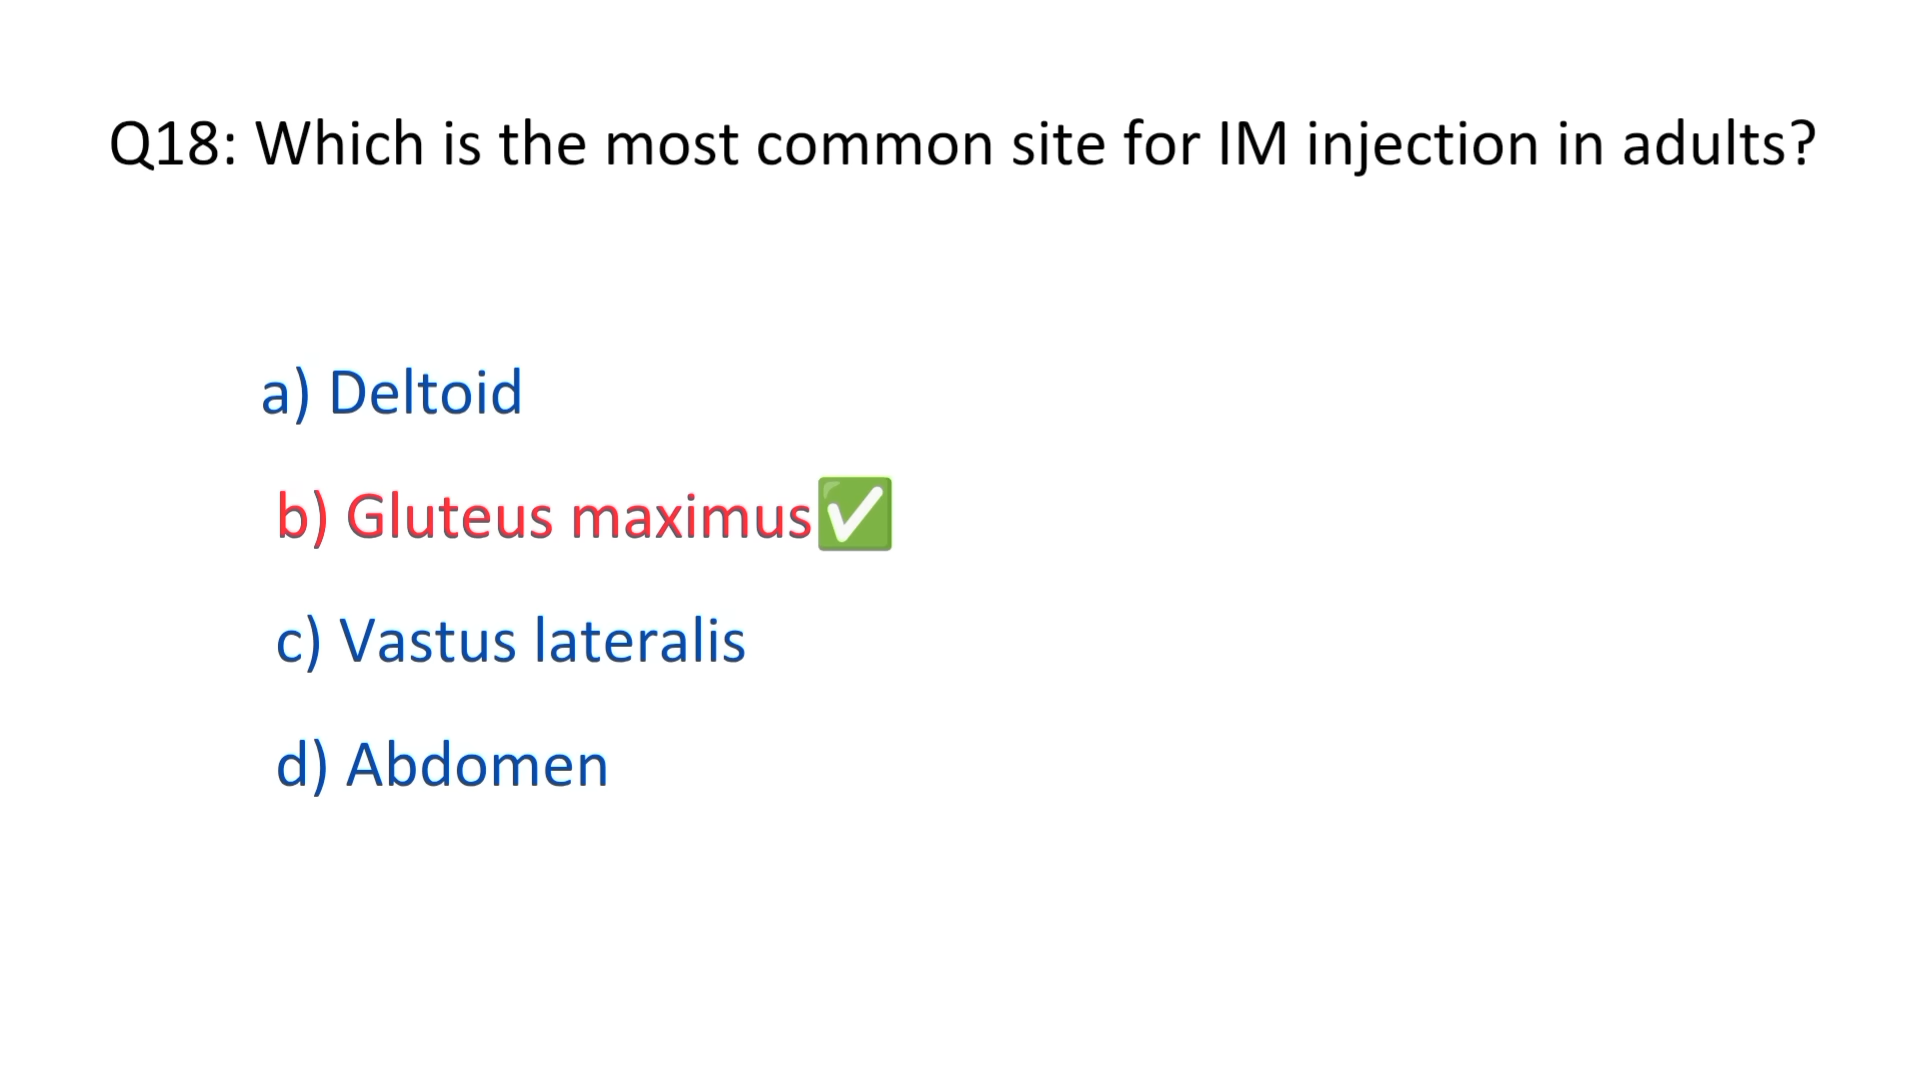 Q18: Which is the most common site for IM injection in adults?
a) Deltoid
b) Gluteus maximus✅
c) Vastus lateralis
d) Abdomen